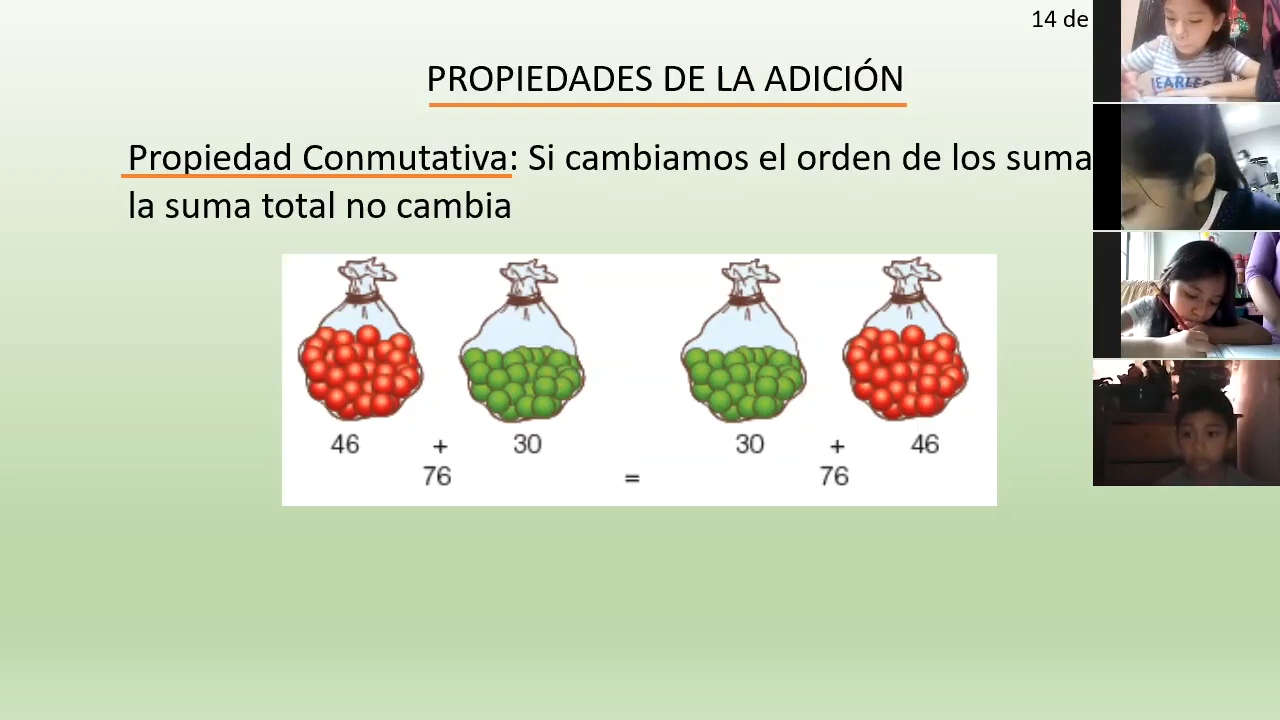 14 de
PROPIEDADES DE LA ADICIÓN
Propiedad Conmutativa: Si cambiamos el orden de los suma
la suma total no cambia
46 + 30 30 + 46
76 = 76